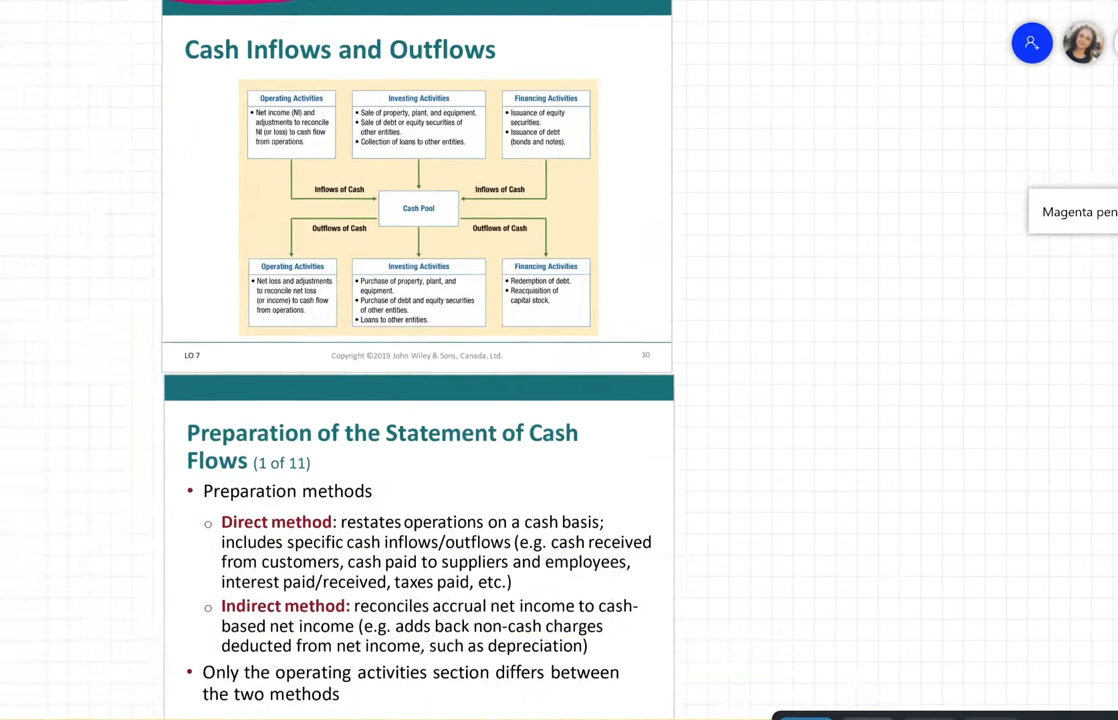 Cash Inflows and Outflows
Operating Activities
• Net income (NI) and
adjustments to reconcile
NI (or loss) to cash flow
from operations.
Investing Activities
• Sale of property, plant, and equipment.
• Sale of debt or equity securities of
other entities.
• Collection of loans to other entities.
Financing Activities
• Issuance of equity
securities.
• Issuance of debt
(bonds and notes).
Inflows of Cash
Inflows of Cash
Cash Pool
Outflows of Cash
Outflows of Cash
Operating Activities
• Net loss and adjustments
to reconcile net loss
(or income) to cash flow
from operations.
Investing Activities
• Purchase of property, plant, and
equipment.
• Purchase of debt and equity securities
of other entities.
• Loans to other entities.
Financing Activities
• Redemption of debt.
• Reacquisition of
capital stock.
LO 7
Copyright ©2019 John Wiley & Sons, Canada, Ltd.
30
Magenta pen
Preparation of the Statement of Cash
Flows (1 of 11)
• Preparation methods
o Direct method: restates operations on a cash basis;
includes specific cash inflows/outflows (e.g. cash received
from customers, cash paid to suppliers and employees,
interest paid/received, taxes paid, etc.)
o Indirect method: reconciles accrual net income to cash-
based net income (e.g. adds back non-cash charges
deducted from net income, such as depreciation)
• Only the operating activities section differs between
the two methods